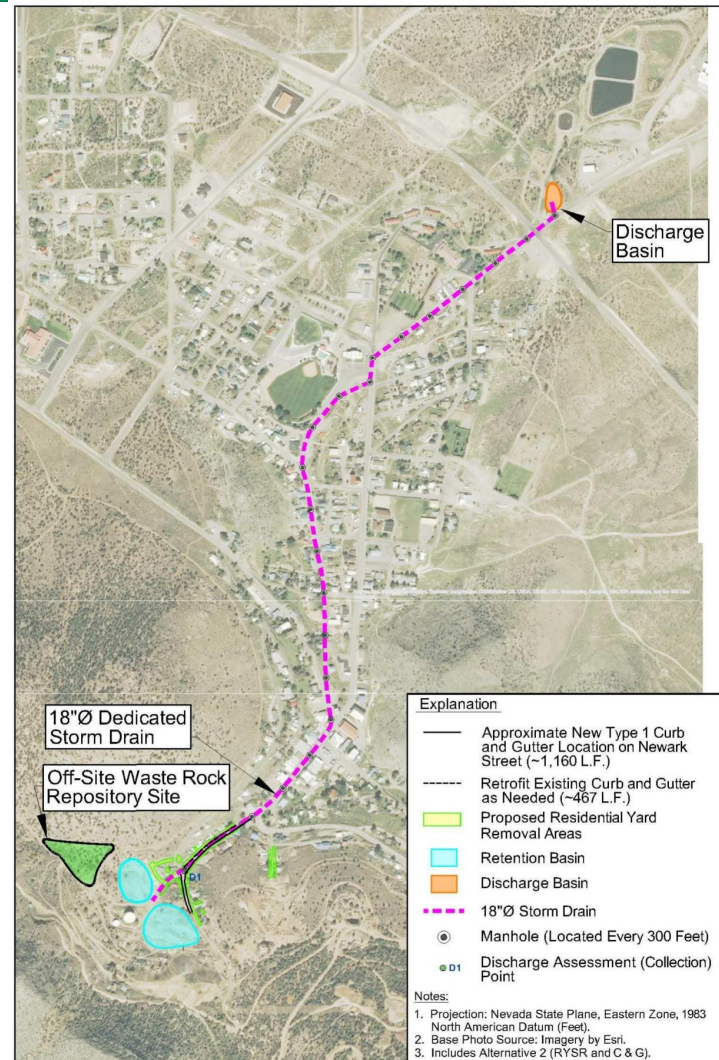 Discharge
Basin
18"Ø Dedicated
Storm Drain
Off-Site Waste Rock
Repository Site
D1
Explanation
Approximate New Type 1 Curb
and Gutter Location on Newark
Street (~1,160 L.F.)
Retrofit Existing Curb and Gutter
as Needed (~467 L.F.)
Proposed Residential Yard
Removal Areas
Retention Basin
Discharge Basin
18"Ø Storm Drain
Manhole (Located Every 300 Feet)
D1 Discharge Assessment (Collection)
Point
Notes:
1. Projection: Nevada State Plane, Eastern Zone, 1983
North American Datum (Feet).
2. Base Photo Source: Imagery by Esri.
3. Includes Alternative 2 (RYSR and C & G).